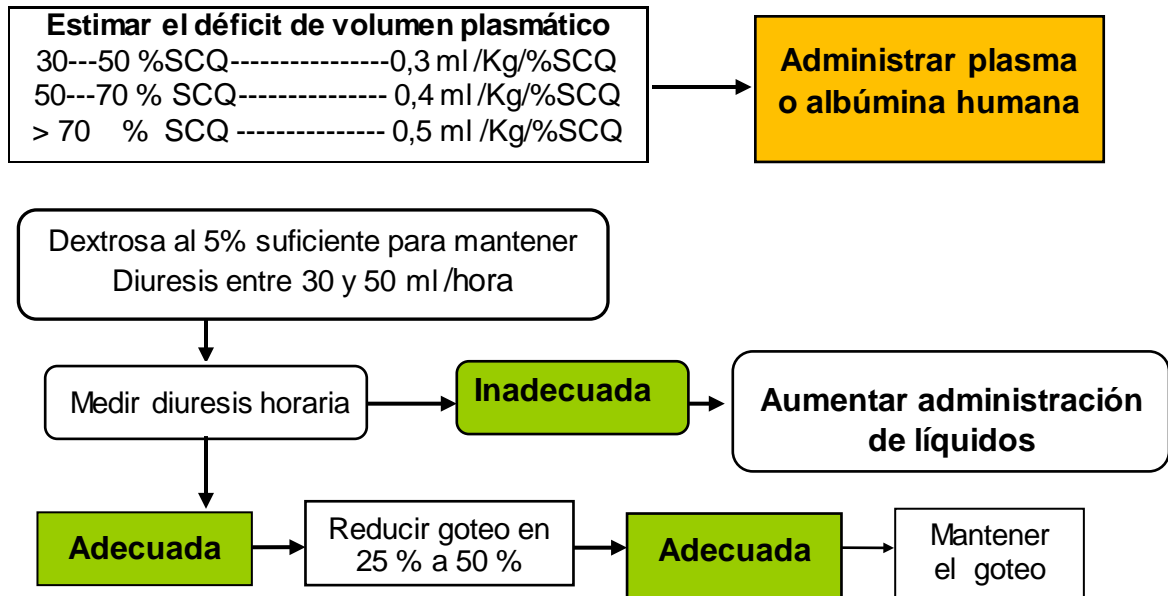 Estimar el déficit de volumen plasmático
30---50 %SCQ----------------0,3 ml /Kg/%SCQ
50---70 % SCQ--------------- 0,4 ml /Kg/%SCQ
> 70 % SCQ --------------- 0,5 ml /Kg/%SCQ
Administrar plasma
o albúmina humana
Dextrosa al 5% suficiente para mantener
Diuresis entre 30 y 50 ml /hora
Medir diuresis horaria
Inadecuada
Aumentar administración
de líquidos
Adecuada
Reducir goteo en
25 % a 50 %
Adecuada
Mantener
el goteo